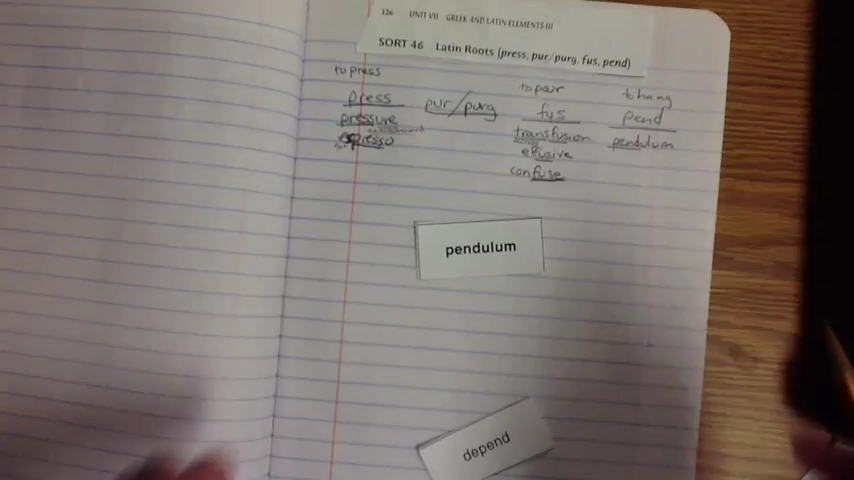 126 UNIT VII GREEK AND LATIN ELEMENTS III
SORT 46 Latin Roots (press, pur/purg, fus, pend)
to press
to pour
to hang
press
pur/purg
fus
pend
pressure
transfusion
pendulum
espresso
effusive
confuse
pendulum
depend